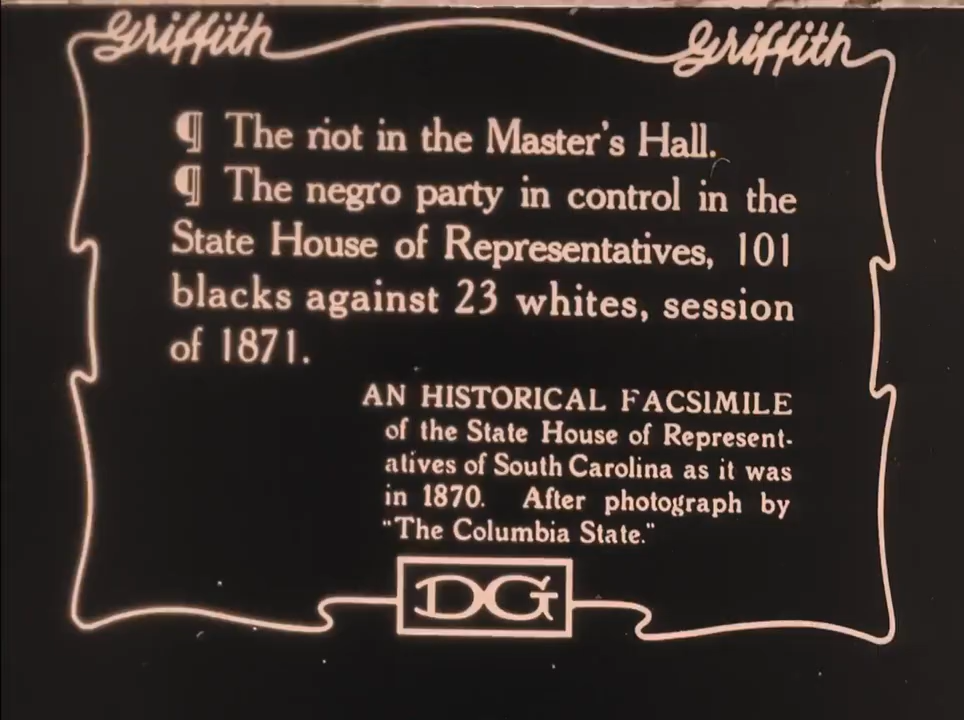 Griffith Griffith
¶ The riot in the Master's Hall.
¶ The negro party in control in the
State House of Representatives, 101
blacks against 23 whites, session
of 1871.
AN HISTORICAL FACSIMILE
of the State House of Represent-
atives of South Carolina as it was
in 1870. After photograph by
"The Columbia State."
DG